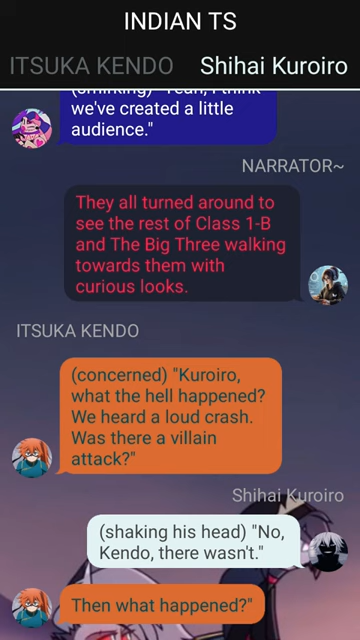 INDIAN TS
ITSUKA KENDO Shihai Kuroiro
(smirking) "Yeah, I think
we've created a little
audience."
NARRATOR~
They all turned around to
see the rest of Class 1-B
and The Big Three walking
towards them with
curious looks.
ITSUKA KENDO
(concerned) "Kuroiro,
what the hell happened?
We heard a loud crash.
Was there a villain
attack?"
Shihai Kuroiro
(shaking his head) "No,
Kendo, there wasn't."
Then what happened?"